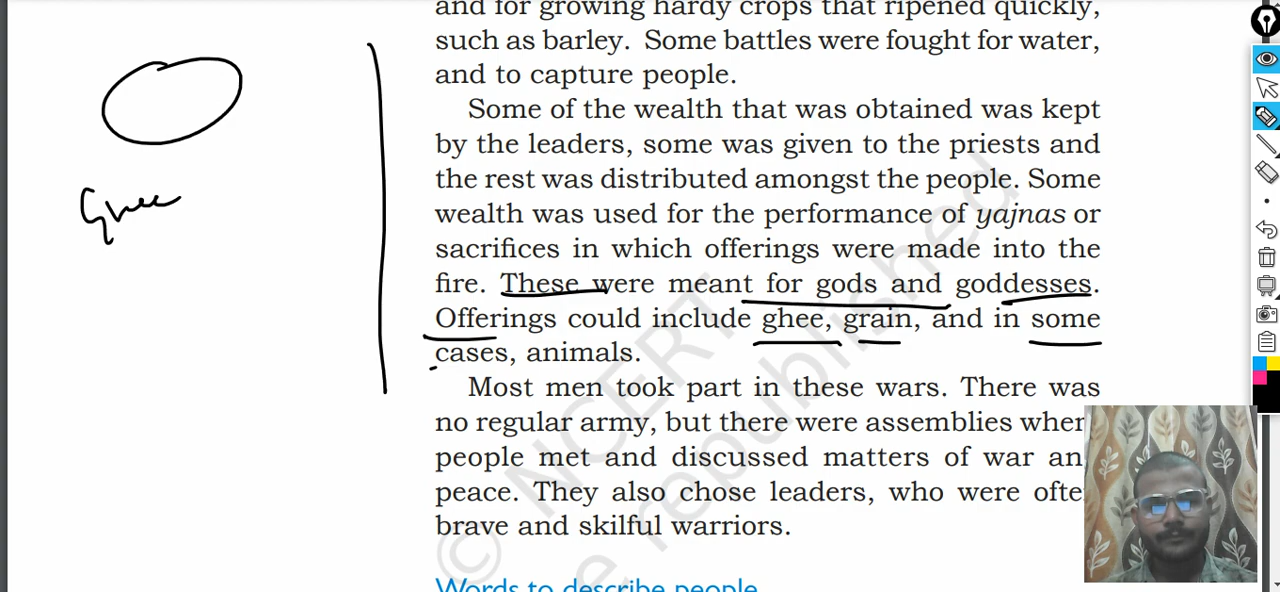 and for growing hardy crops that ripened quickly,
such as barley. Some battles were fought for water,
and to capture people.
Some of the wealth that was obtained was kept
by the leaders, some was given to the priests and
the rest was distributed amongst the people. Some
wealth was used for the performance of yajnas or
sacrifices in which offerings were made into the
fire. These were meant for gods and goddesses.
Offerings could include ghee, grain, and in some
cases, animals.
Most men took part in these wars. There was
no regular army, but there were assemblies wher
people met and discussed matters of war an
peace. They also chose leaders, who were ofte
brave and skilful warriors.
Words to describe people
Ghee
© NCERT
e republished